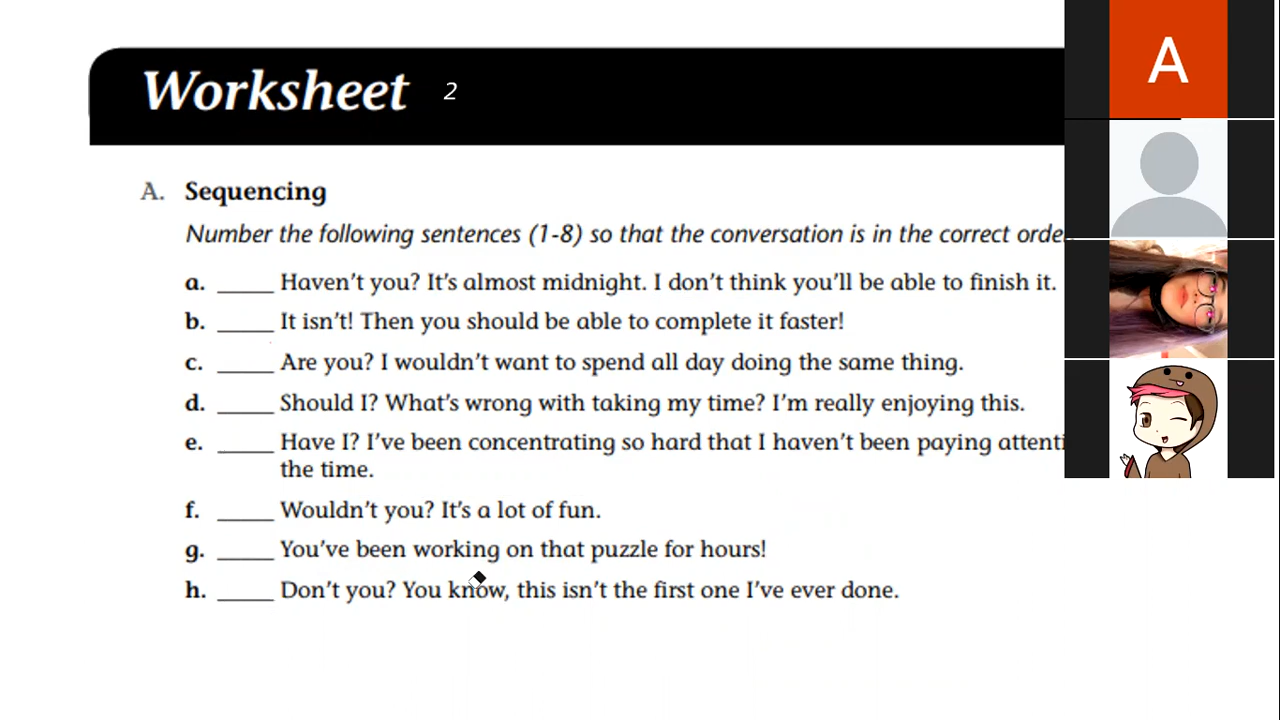 Worksheet 2
A
A. Sequencing
Number the following sentences (1-8) so that the conversation is in the correct
a. _____ Haven't you? It's almost midnight. I don't think you'll be able to finish it.
b. _____ It isn't! Then you should be able to complete it faster!
c. _____ Are you? I wouldn't want to spend all day doing the same thing.
d. _____ Should I? What's wrong with taking my time? I'm really enjoying this.
e. _____ Have I? I've been concentrating so hard that I haven't been paying
the time.
f. _____ Wouldn't you? It's a lot of fun.
g. _____ You've been working on that puzzle for hours!
h. _____ Don't you? You know, this isn't the first one I've ever done.